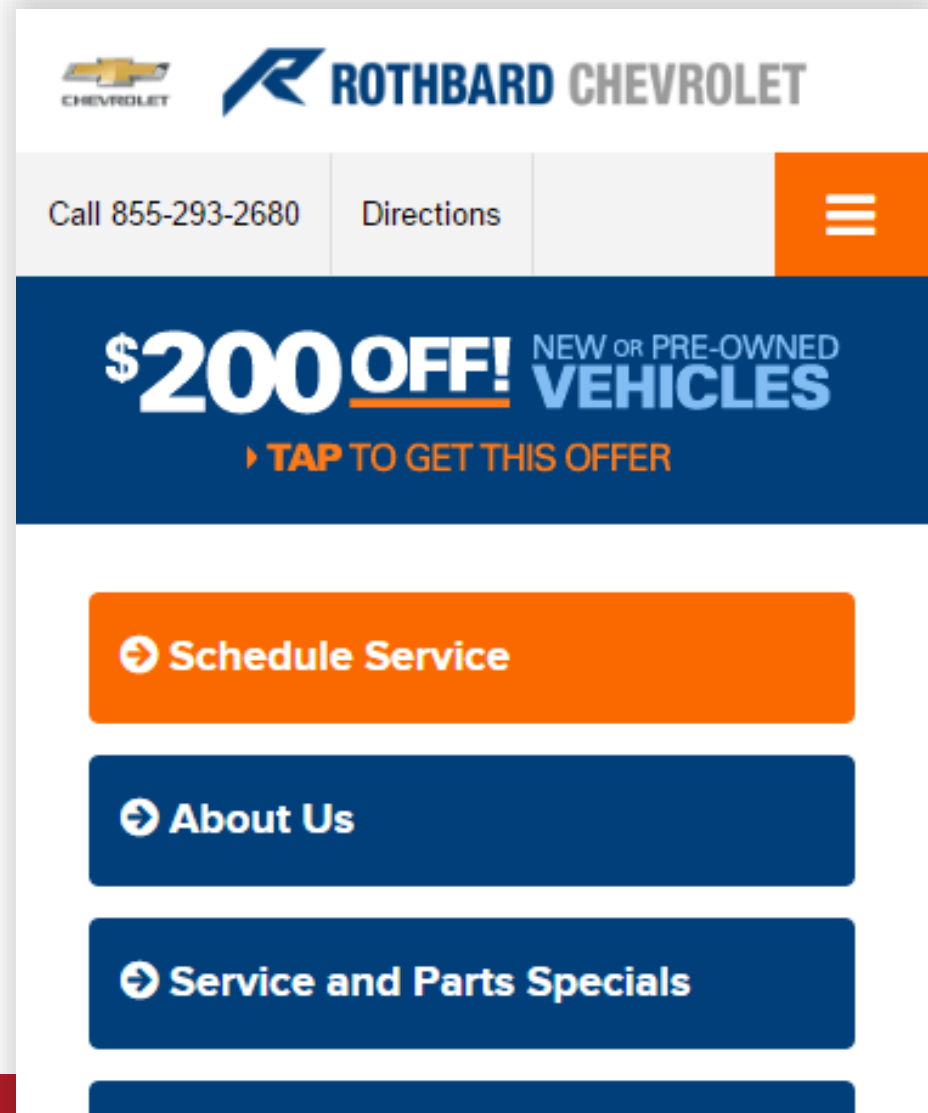 CHEVROLET
ROTHBARD CHEVROLET
Call 855-293-2680
Directions
$200 OFF! NEW OR PRE-OWNED VEHICLES
TAP TO GET THIS OFFER
Schedule Service
About Us
Service and Parts Specials